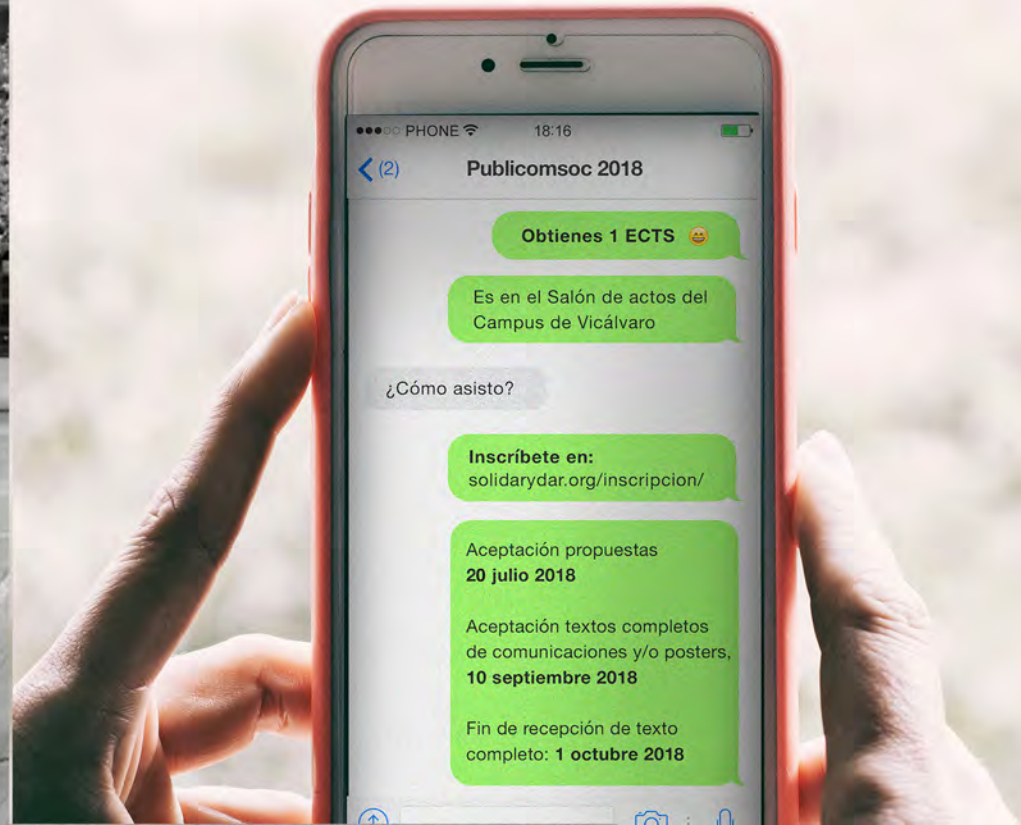 PHONE 18:16
(2) Publicomsoc 2018
Obtienes 1 ECTS 😄
Es en el Salón de actos del
Campus de Vicálvaro
¿Cómo asisto?
Inscríbete en:
solidarydar.org/inscripcion/
Aceptación propuestas
20 julio 2018
Aceptación textos completos
de comunicaciones y/o posters,
10 septiembre 2018
Fin de recepción de texto
completo: 1 octubre 2018